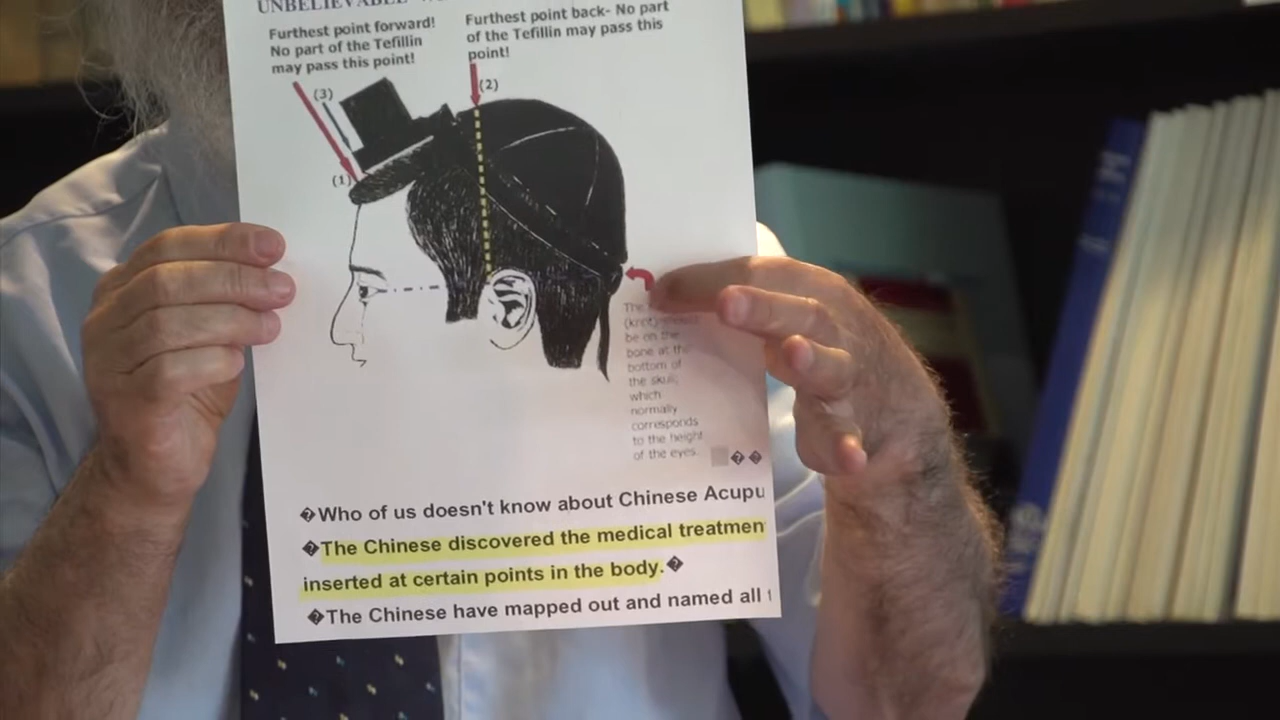 UNBELIEVABLE
Furthest point forward!
No part of the Tefillin
may pass this point!
Furthest point back- No part
of the Tefillin may pass this
point!
(3)
(2)
(1)
The
(knot)
be on the
bone at the
bottom of
the skull,
which
normally
corresponds
to the height
of the eyes.
�Who of us doesn't know about Chinese Acupu
�The Chinese discovered the medical treatmen
inserted at certain points in the body.�
�The Chinese have mapped out and named all